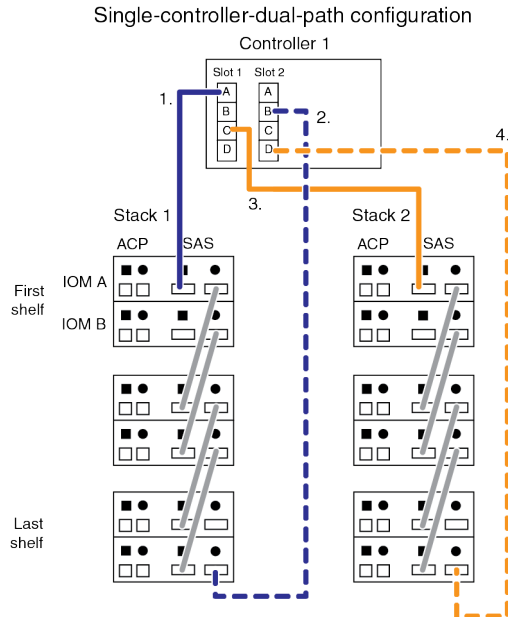 Single-controller-dual-path configuration
Controller 1
Slot 1 Slot 2
A A
B B
C C
D D
1.
2.
3.
4.
Stack 1 Stack 2
ACP SAS ACP SAS
First shelf
IOM A
IOM B
Last shelf